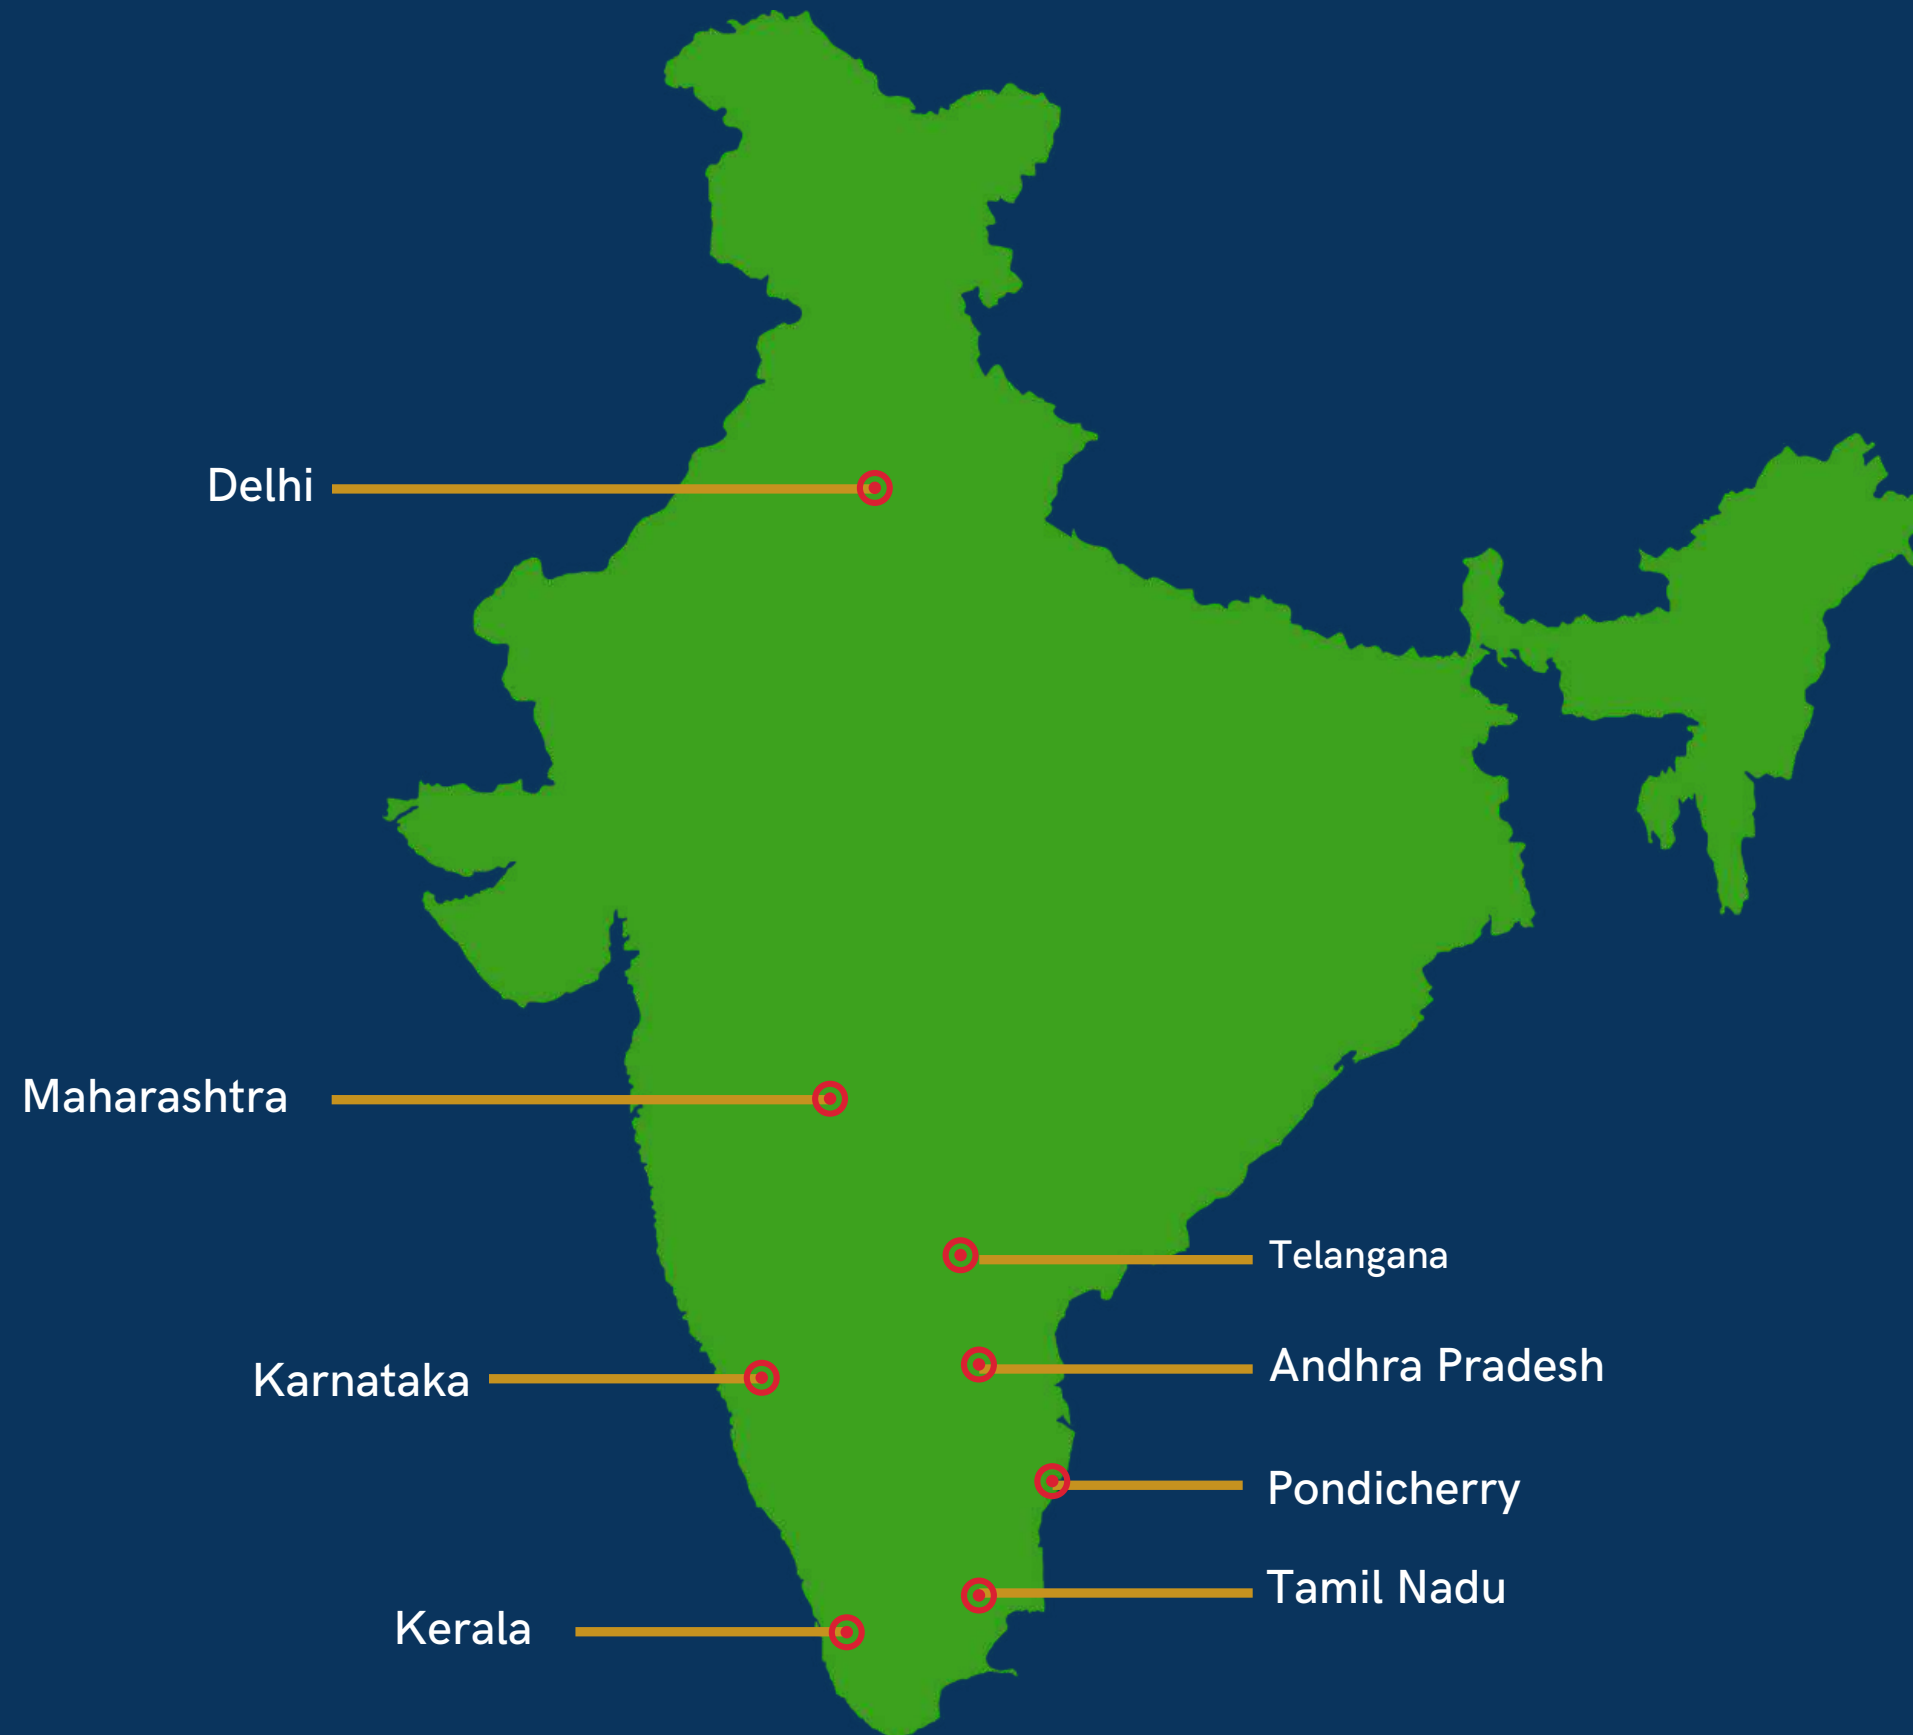 Delhi
Maharashtra
Telangana
Andhra Pradesh
Karnataka
Pondicherry
Tamil Nadu
Kerala